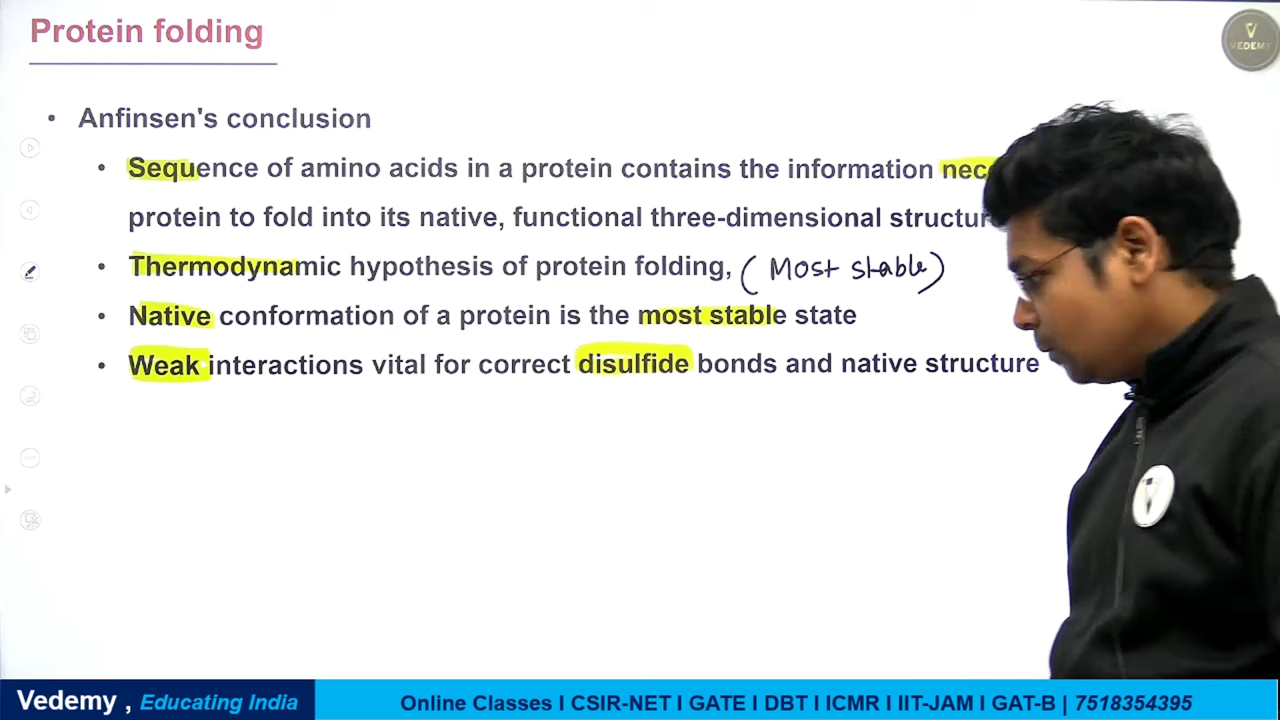 Protein folding
VEDEMY
• Anfinsen's conclusion
• Sequence of amino acids in a protein contains the information
protein to fold into its native, functional three-dimensional
• Thermodynamic hypothesis of protein folding, (Most stable)
• Native conformation of a protein is the most stable state
• Weak interactions vital for correct disulfide bonds and native structure
Vedemy , Educating India
Online Classes I CSIR-NET I GATE I DBT I ICMR I IIT-JAM I GAT-B | 7518354395